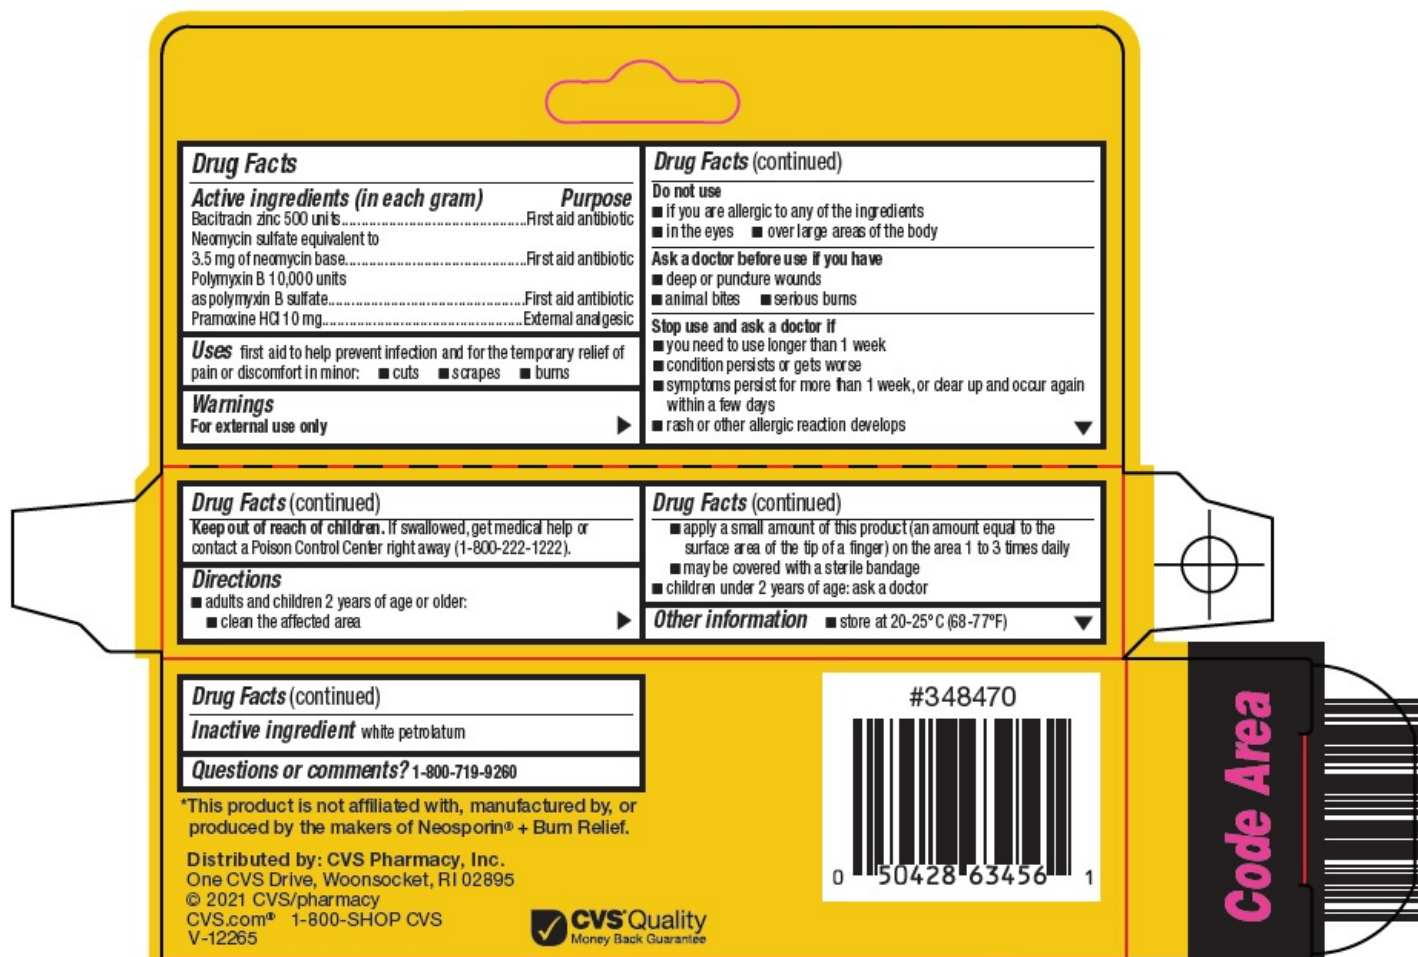 Drug Facts
Active ingredients (in each gram) Purpose
Bacitracin zinc 500 units................................................First aid antibiotic
Neomycin sulfate equivalent to
3.5 mg of neomycin base..............................................First aid antibiotic
Polymyxin B 10,000 units
as polymyxin B sulfate..................................................First aid antibiotic
Pramoxine HCl 10 mg...................................................External analgesic
Uses first aid to help prevent infection and for the temporary relief of
pain or discomfort in minor: ■ cuts ■ scrapes ■ burns
Warnings
For external use only
Drug Facts (continued)
Do not use
■ if you are allergic to any of the ingredients
■ in the eyes ■ over large areas of the body
Ask a doctor before use if you have
■ deep or puncture wounds
■ animal bites ■ serious burns
Stop use and ask a doctor if
■ you need to use longer than 1 week
■ condition persists or gets worse
■ symptoms persist for more than 1 week, or clear up and occur again
within a few days
■ rash or other allergic reaction develops
Drug Facts (continued)
Keep out of reach of children. If swallowed, get medical help or
contact a Poison Control Center right away (1-800-222-1222).
Directions
■ adults and children 2 years of age or older:
■ clean the affected area
Drug Facts (continued)
■ apply a small amount of this product (an amount equal to the
surface area of the tip of a finger) on the area 1 to 3 times daily
■ may be covered with a sterile bandage
■ children under 2 years of age: ask a doctor
Other information ■ store at 20-25°C (68-77°F)
Drug Facts (continued)
Inactive ingredient white petrolatum
Questions or comments? 1-800-719-9260
*This product is not affiliated with, manufactured by, or
produced by the makers of Neosporin® + Burn Relief.
Distributed by: CVS Pharmacy, Inc.
One CVS Drive, Woonsocket, RI 02895
© 2021 CVS/pharmacy
CVS.com® 1-800-SHOP CVS
V-12265
CVS® Quality
Money Back Guarantee
#348470
0 50428 63456 1
Code Area